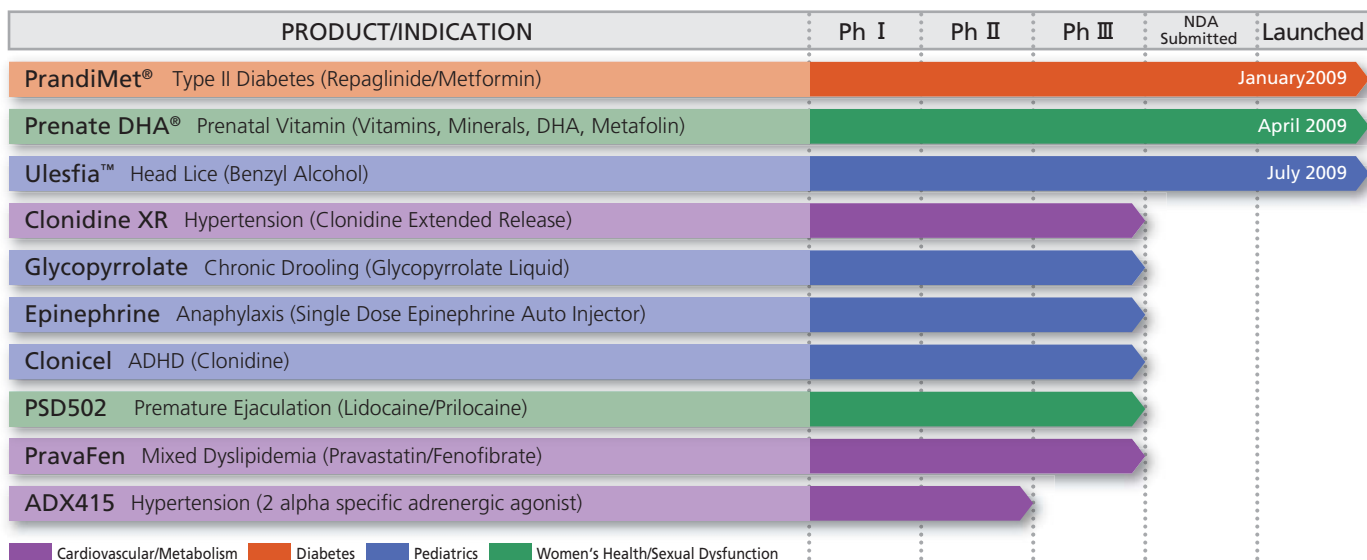 PRODUCT/INDICATION Ph Ⅰ Ph Ⅱ Ph Ⅲ NDA Submitted Launched
PrandiMet® Type II Diabetes (Repaglinide/Metformin) January2009
Prenate DHA® Prenatal Vitamin (Vitamins, Minerals, DHA, Metafolin) April 2009
Ulesfia™ Head Lice (Benzyl Alcohol) July 2009
Clonidine XR Hypertension (Clonidine Extended Release)
Glycopyrrolate Chronic Drooling (Glycopyrrolate Liquid)
Epinephrine Anaphylaxis (Single Dose Epinephrine Auto Injector)
Clonicel ADHD (Clonidine)
PSD502 Premature Ejaculation (Lidocaine/Prilocaine)
PravaFen Mixed Dyslipidemia (Pravastatin/Fenofibrate)
ADX415 Hypertension (2 alpha specific adrenergic agonist)
Cardiovascular/Metabolism Diabetes Pediatrics Women's Health/Sexual Dysfunction